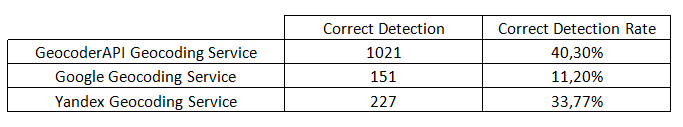 Correct Detection Correct Detection Rate
GeocoderAPI Geocoding Service 1021 40,30%
Google Geocoding Service 151 11,20%
Yandex Geocoding Service 227 33,77%